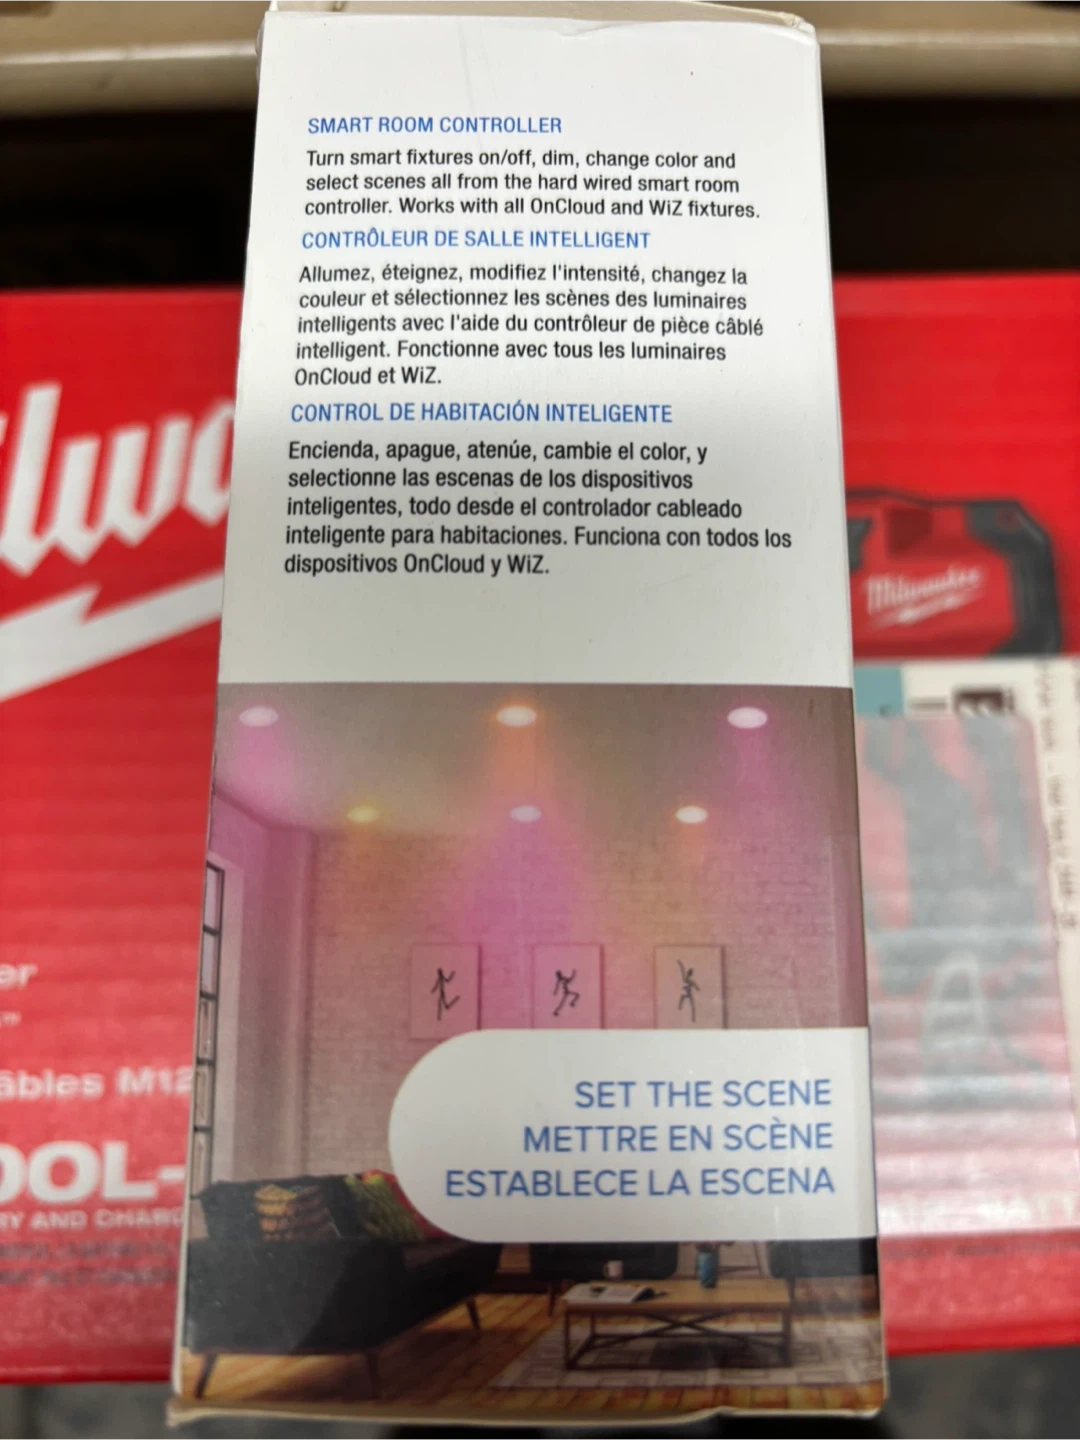 SMART ROOM CONTROLLER
Turn smart fixtures on/off, dim, change color and
select scenes all from the hard wired smart room
controller. Works with all OnCloud and WiZ fixtures.
CONTRÔLEUR DE SALLE INTELLIGENT
Allumez, éteignez, modifiez l'intensité, changez la
couleur et sélectionnez les scènes des luminaires
intelligents avec l'aide du contrôleur de pièce câblé
intelligent. Fonctionne avec tous les luminaires
OnCloud et WiZ.
CONTROL DE HABITACIÓN INTELIGENTE
Encienda, apague, atenúe, cambie el color, y
selectionne las escenas de los dispositivos
inteligentes, todo desde el controlador cableado
inteligente para habitaciones. Funciona con todos los
dispositivos OnCloud y WiZ.
SET THE SCENE
METTRE EN SCÈNE
ESTABLECE LA ESCENA
Milwaukee
M12